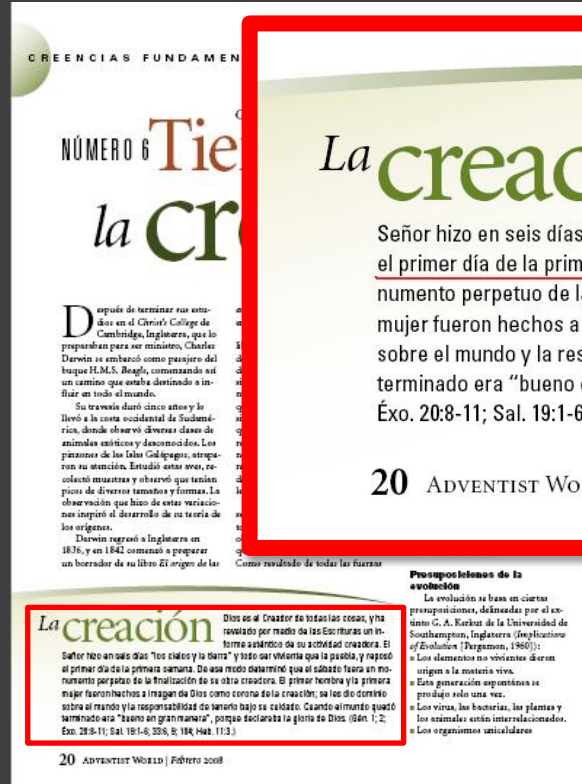 CREENCIAS FUNDAMEN
NÚMERO 6 Tie
la cr
Después de terminar sus estu-
dios en el Christ's College de
Cambridge, Inglaterra, que lo
preparaban para ser ministro, Charles
Darwin se embarcó como pasajero del
buque H.M.S. Beagle, comenzando así
un camino que estaba destinado a in-
fluir en todo el mundo.
Su travesía duró cinco años y lo
llevó a la costa occidental de Sudamé-
rica, donde observó diversas clases de
animales exóticos y desconocidos. Los
pinzones de las Islas Galápagos, atrapa-
ron su atención. Estudió estas aves, re-
colectó muestras y observó que tenían
picos de diversos tamaños y formas. La
observación que hizo de estas variacio-
nes inspiró el desarrollo de su teoría de
los orígenes.
Darwin regresó a Inglaterra en
1836, y en 1842 comenzó a preparar
un borrador de su libro El origen de las
Como resultado de todas las fuerzas
La creac
Señor hizo en seis días
el primer día de la prim
numento perpetuo de l
mujer fueron hechos a
sobre el mundo y la res
terminado era "bueno
Éxo. 20:8-11; Sal. 19:1-6
20 ADVENTIST WO
Presuposiciones de la
evolución
La evolución se basa en ciertas
presuposiciones, delineadas por el ex-
tinto G. A. Kerkut de la Universidad de
Southampton, Inglaterra (Implications
of Evolution [Pergamon, 1960]):
Los elementos no vivientes dieron
origen a la materia viva.
Esta generación espontánea se
produjo solo una vez.
Los virus, las bacterias, las plantas y
los animales están interrelacionados.
Los organismos unicelulares
La creación Dios es el Creador de todas las cosas, y ha
revelado por medio de las Escrituras un in-
forme auténtico de su actividad creadora. El
Señor hizo en seis días "los cielos y la tierra" y todo ser viviente que la puebla, y reposó
el primer día de la primera semana. De ese modo determinó que el sábado fuera un mo-
numento perpetuo de la finalización de su obra creadora. El primer hombre y la primera
mujer fueron hechos a imagen de Dios como corona de la creación; se les dio dominio
sobre el mundo y la responsabilidad de tenerlo bajo su cuidado. Cuando el mundo quedó
terminado era "bueno en gran manera", porque declaraba la gloria de Dios. (Gén. 1; 2;
Éxo. 20:8-11; Sal. 19:1-6; 33:6, 9; 104; Heb. 11:3.)
20 ADVENTIST WORLD | Febrero 2008